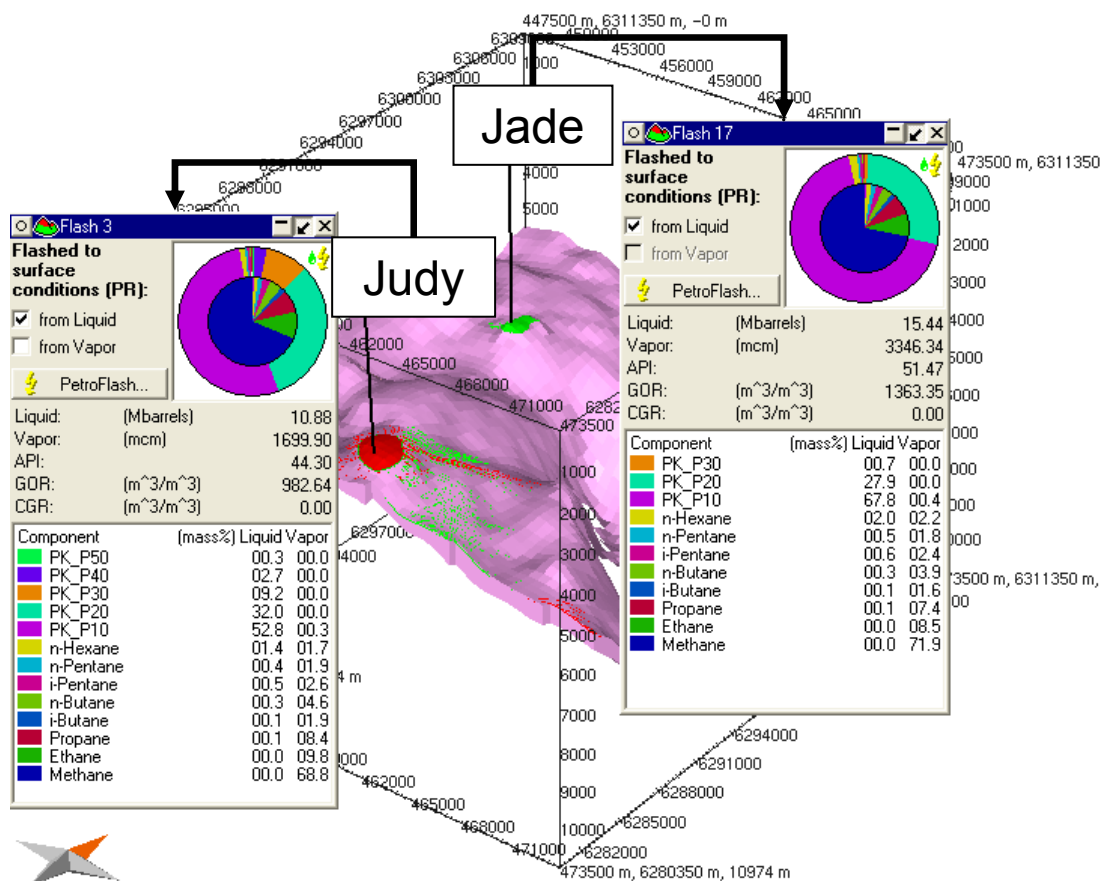 447500 m, 6311350 m, -0 m
6309000
450000
453000
456000
459000
462000
465000
6306000
6303000
6300000
6297000
6294000
6291000
6288000
6285000
1000
4000
5000
Jade
Judy
Flash 17
Flashed to
surface
conditions (PR):
from Liquid
from Vapor
PetroFlash...
Liquid: (Mbarrels) 15.44
Vapor: (mcm) 3346.34
API: 51.47
GOR: (m^3/m^3) 1363.35
CGR: (m^3/m^3) 0.00
Component (mass%) Liquid Vapor
PK_P30 00.7 00.0
PK_P20 27.9 00.0
PK_P10 67.8 00.4
n-Hexane 02.0 02.2
n-Pentane 00.5 01.8
i-Pentane 00.6 02.4
n-Butane 00.3 03.9
i-Butane 00.1 01.6
Propane 00.1 07.4
Ethane 00.0 08.5
Methane 00.0 71.9
Flash 3
Flashed to
surface
conditions (PR):
from Liquid
from Vapor
PetroFlash...
Liquid: (Mbarrels) 10.88
Vapor: (mcm) 1699.90
API: 44.30
GOR: (m^3/m^3) 982.64
CGR: (m^3/m^3) 0.00
Component (mass%) Liquid Vapor
PK_P50 00.3 00.0
PK_P40 02.7 00.0
PK_P30 09.2 00.0
PK_P20 32.0 00.0
PK_P10 52.8 00.3
n-Hexane 01.4 01.7
n-Pentane 00.4 01.9
i-Pentane 00.5 02.6
n-Butane 00.3 04.6
i-Butane 00.1 01.9
Propane 00.1 08.4
Ethane 00.0 09.8
Methane 00.0 68.8
473500 m, 6311350
2000
3000
4000
462000
465000
468000
471000
473500
1000
2000
3000
4000
5000
6000
7000
8000
9000
10000
6297000
73500 m, 6311350 m,
462000
465000
468000
471000
6294000
6291000
6288000
6285000
6282000
473500 m, 6280350 m, 10974 m